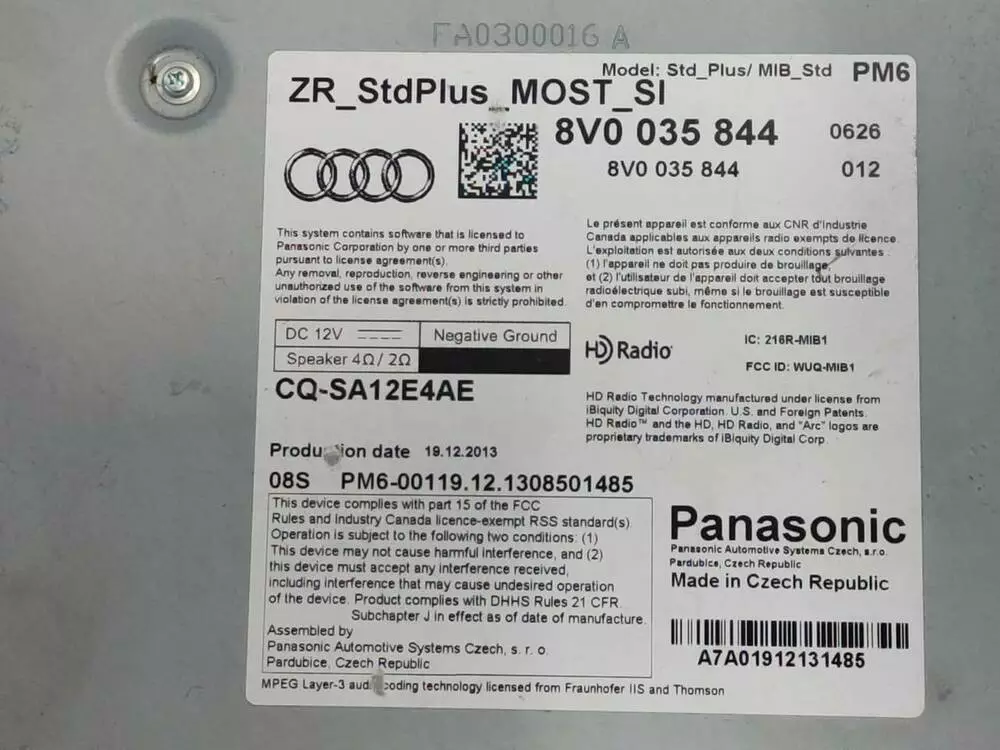 FA0300016 A
Model: Std_Plus/ MIB_Std PM6
ZR_StdPlus_MOST_SI
8V0 035 844 0626
8V0 035 844 012
This system contains software that is licensed to
Panasonic Corporation by one or more third parties
pursuant to license agreement(s).
Any removal, reproduction, reverse engineering or other
unauthorized use of the software from this system in
violation of the license agreement(s) is strictly prohibited.
Le présent appareil est conforme aux CNR d'Industrie
Canada applicables aux appareils radio exempts de licence.
L'exploitation est autorisée aux deux conditions suivantes :
(1) l'appareil ne doit pas produire de brouillage,
et (2) l'utilisateur de l'appareil doit accepter tout brouillage
radioélectrique subi, même si le brouillage est susceptible
d'en compromettre le fonctionnement.
DC 12V Negative Ground
Speaker 4Ω/ 2Ω
HD Radio
IC: 216R-MIB1
FCC ID: WUQ-MIB1
CQ-SA12E4AE
HD Radio Technology manufactured under license from
iBiquity Digital Corporation. U.S. and Foreign Patents.
HD Radio™ and the HD, HD Radio, and "Arc" logos are
proprietary trademarks of iBiquity Digital Corp.
Production date 19.12.2013
08S PM6-00119.12.1308501485
This device complies with part 15 of the FCC
Rules and Industry Canada licence-exempt RSS standard(s).
Operation is subject to the following two conditions: (1)
This device may not cause harmful interference, and (2)
this device must accept any interference received,
including interference that may cause undesired operation
of the device. Product complies with DHHS Rules 21 CFR
Subchapter J in effect as of date of manufacture.
Assembled by
Panasonic Automotive Systems Czech, s. r. o.
Pardubice, Czech Republic
Panasonic
Panasonic Automotive Systems Czech, s.r.o.
Pardubice, Czech Republic
Made in Czech Republic
A7A01912131485
MPEG Layer-3 audio coding technology licensed from Fraunhofer IIS and Thomson